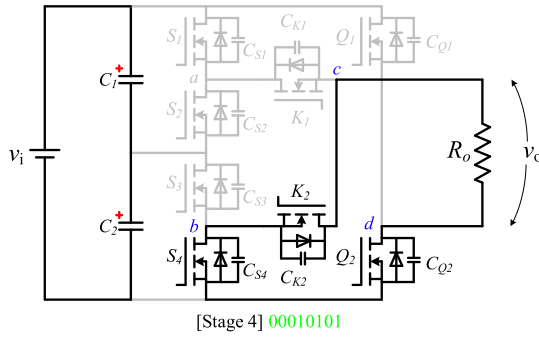 S1
CS1
CK1
Q1
CQ1
C1
a
c
K1
S2
CS2
vi
Ro
vo
S3
CS3
K2
C2
b
d
S4
CS4
CK2
Q2
CQ2
[Stage 4] 00010101